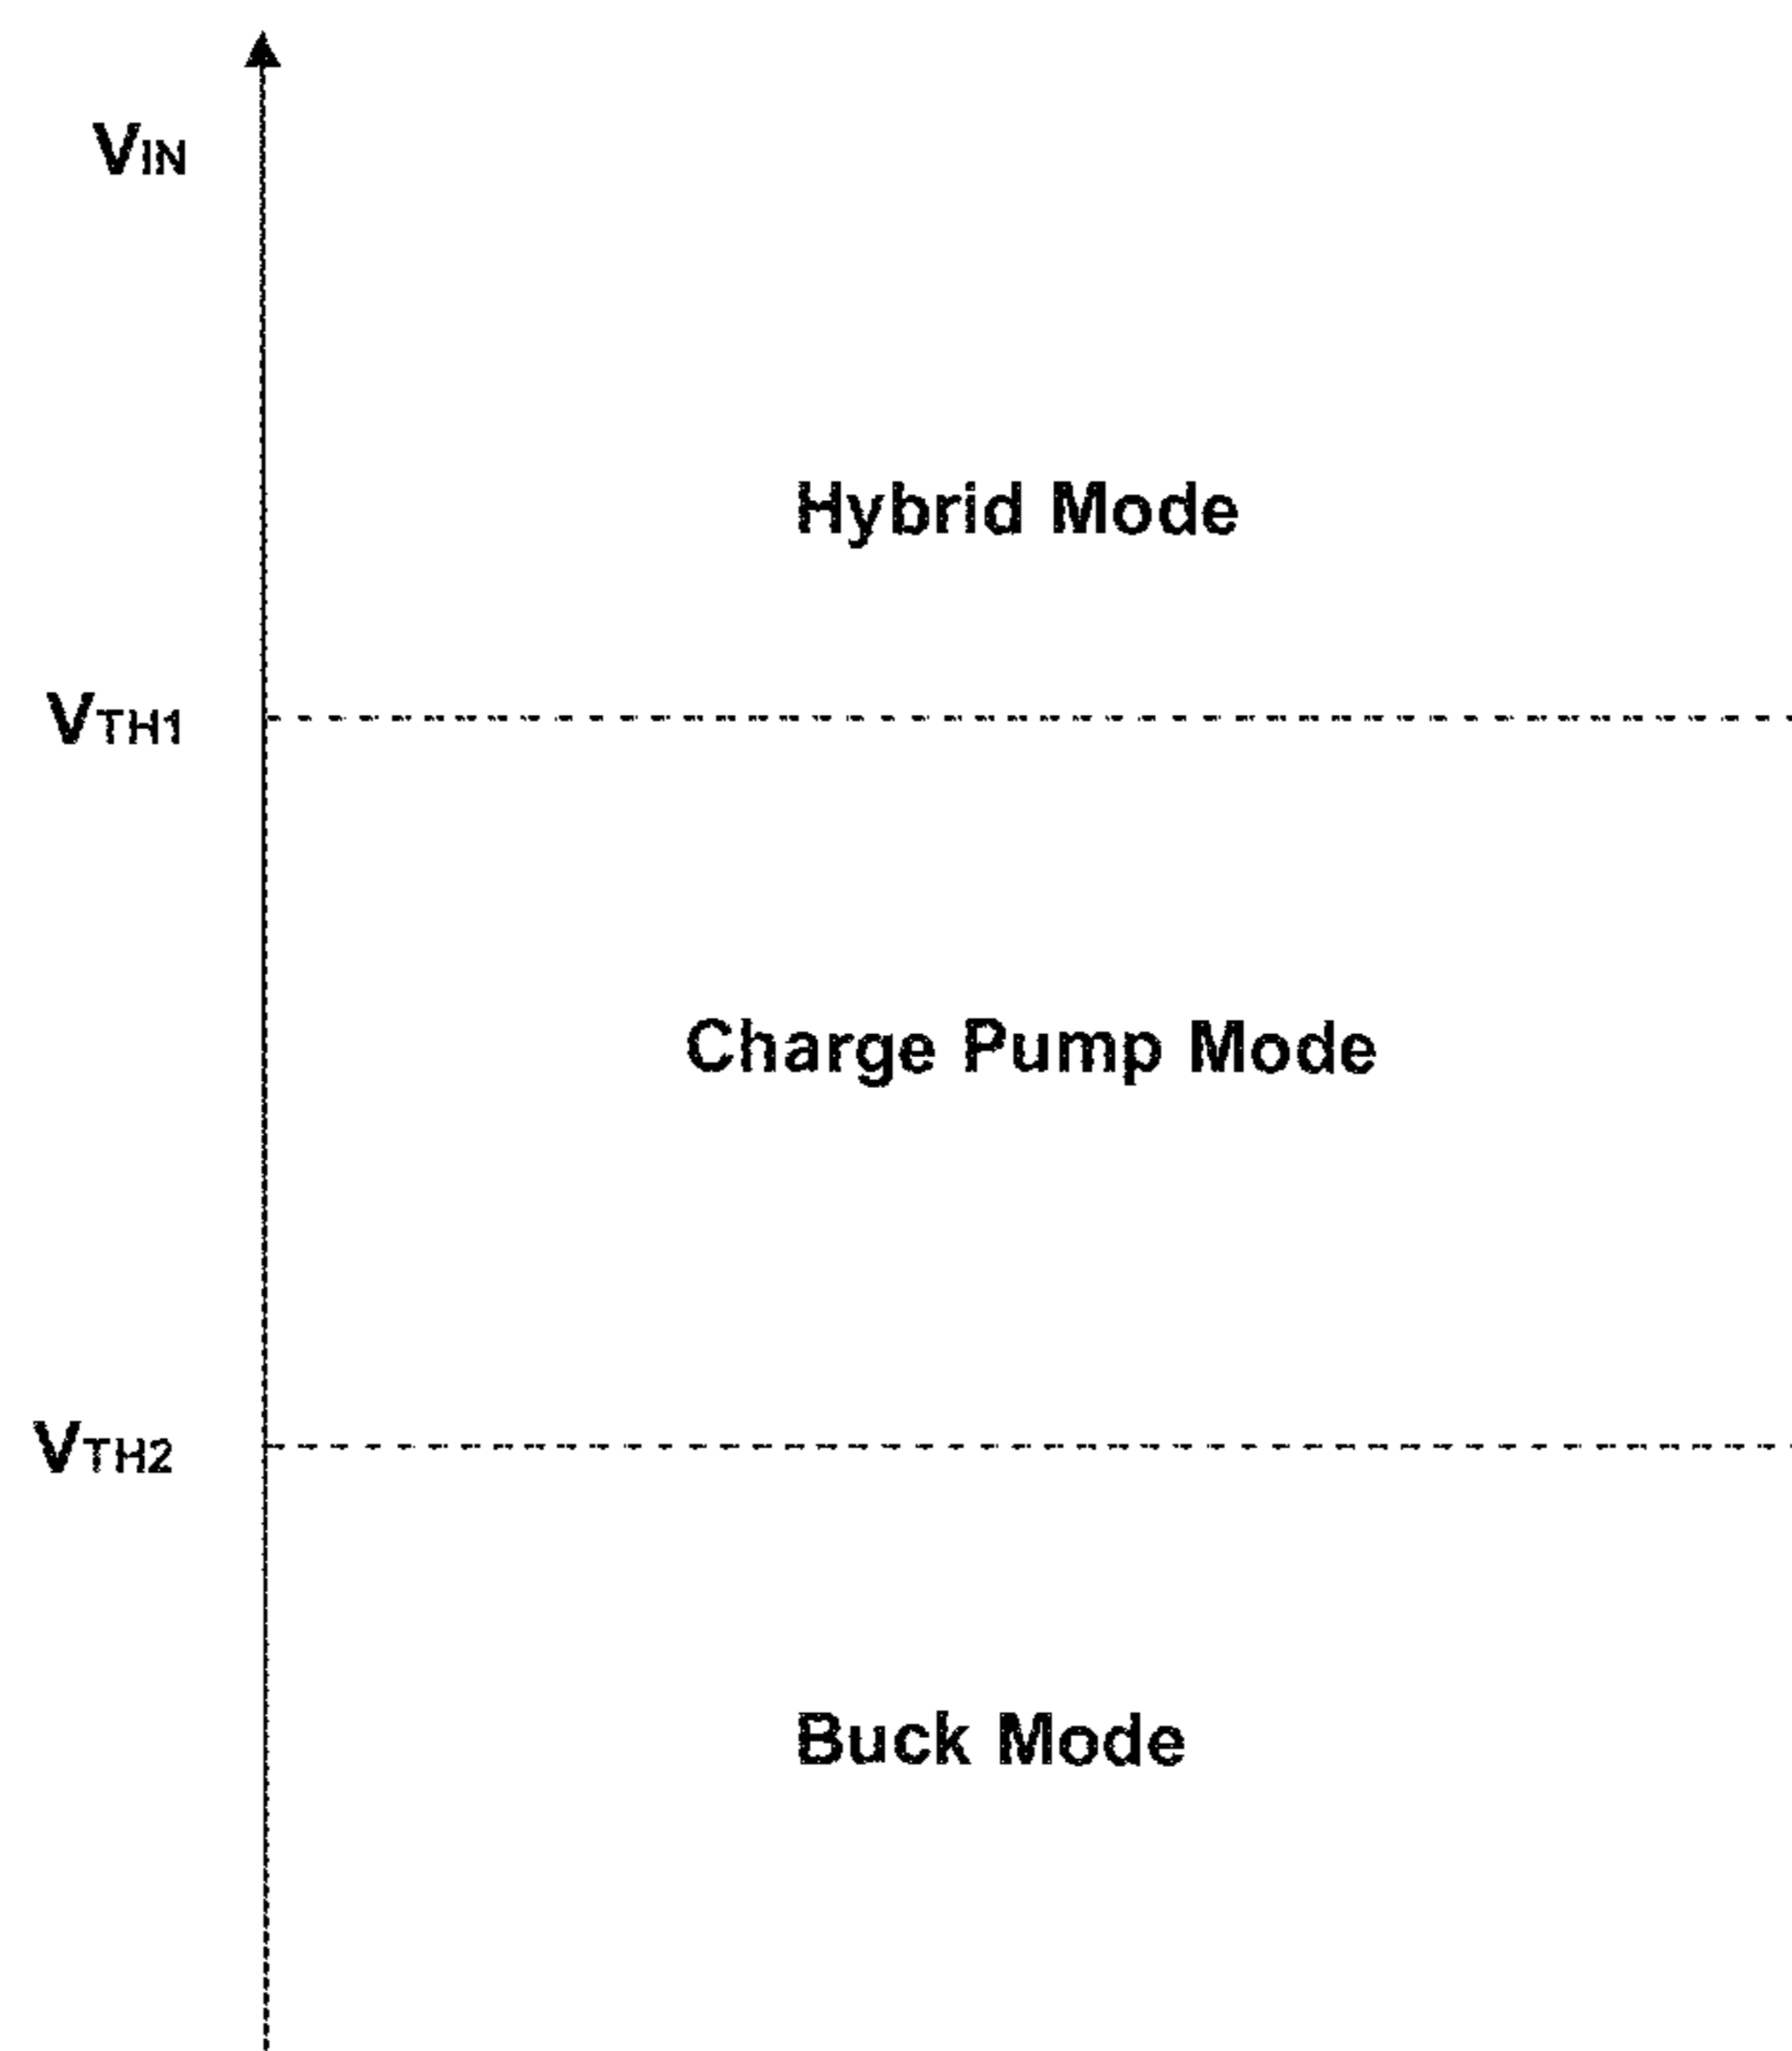 VIN
Hybrid Mode
VTH1
Charge Pump Mode
VTH2
Buck Mode